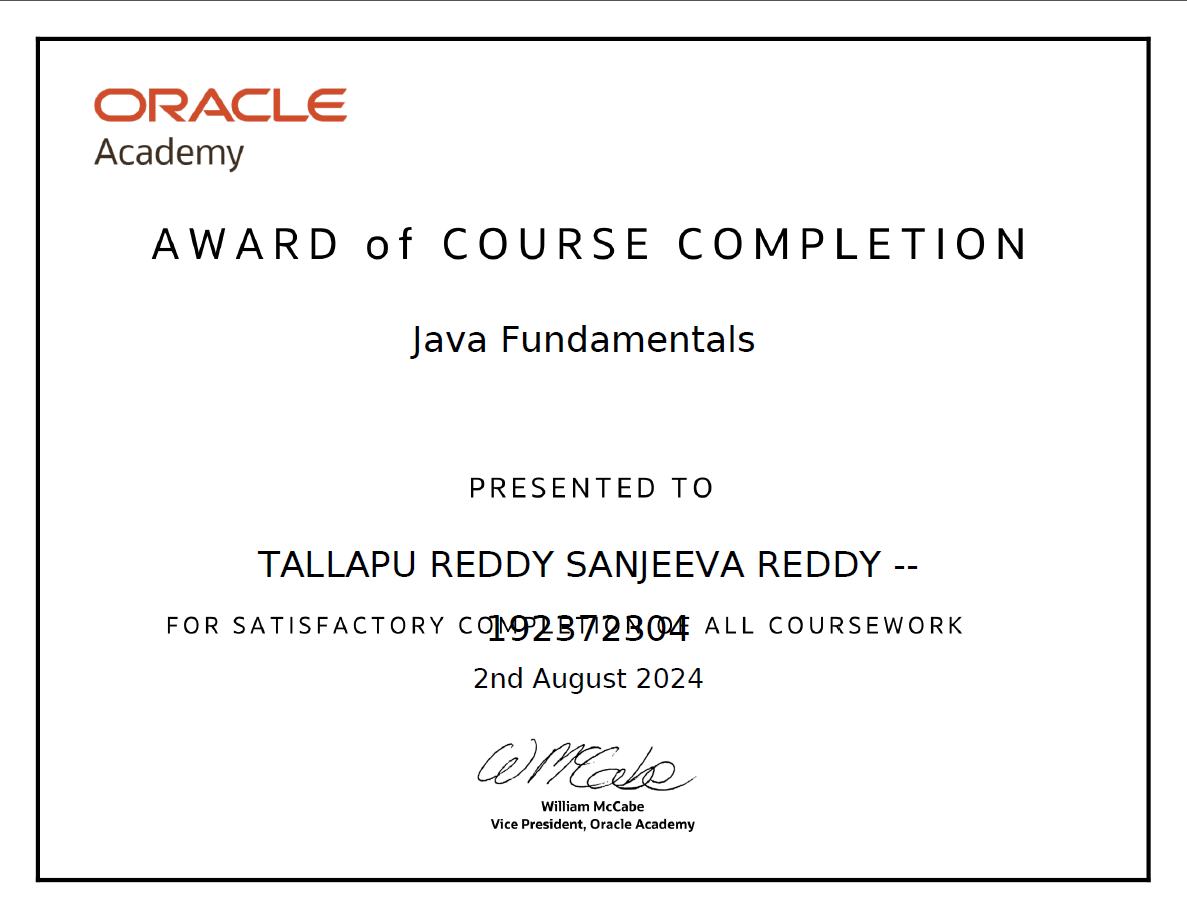 ORACLE
Academy
AWARD of COURSE COMPLETION
Java Fundamentals
PRESENTED TO
TALLAPU REDDY SANJEEVA REDDY --
192372304
FOR SATISFACTORY COMPLETION OF ALL COURSEWORK
2nd August 2024
W McCabe
William McCabe
Vice President, Oracle Academy